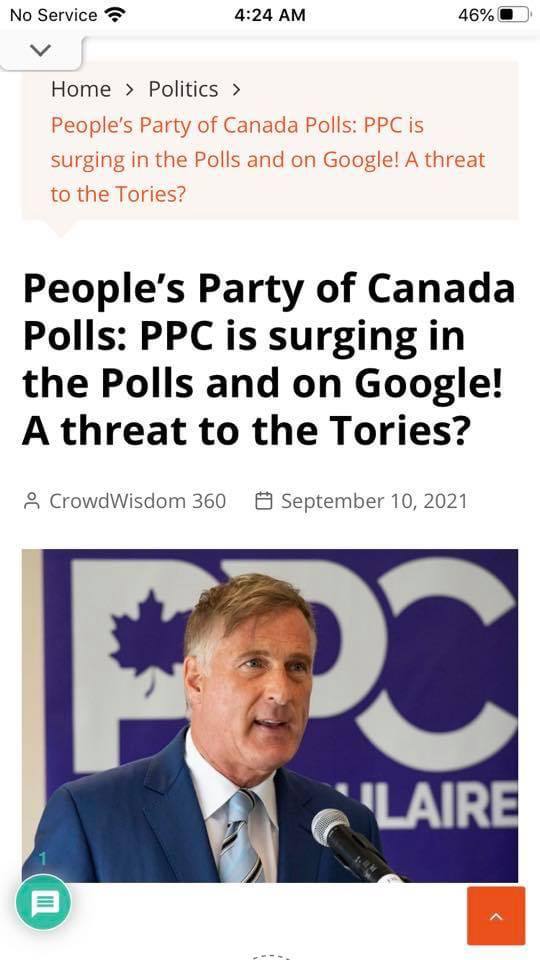 No Service 4:24 AM 46%
Home > Politics >
People's Party of Canada Polls: PPC is
surging in the Polls and on Google! A threat
to the Tories?
People's Party of Canada
Polls: PPC is surging in
the Polls and on Google!
A threat to the Tories?
CrowdWisdom 360 September 10, 2021
PPC
ULAIRE
1